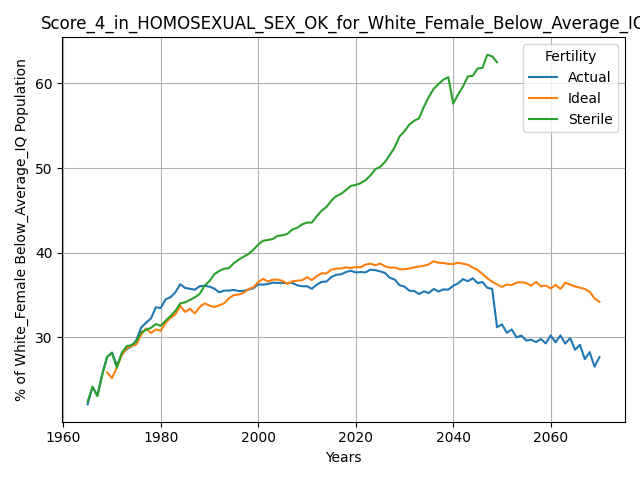 Score_4_in_HOMOSEXUAL_SEX_OK_for_White_Female_Below_Average_IQ
% of White_Female Below_Average_IQ Population
60
50
40
30
Fertility
Actual
Ideal
Sterile
1960 1980 2000 2020 2040 2060
Years